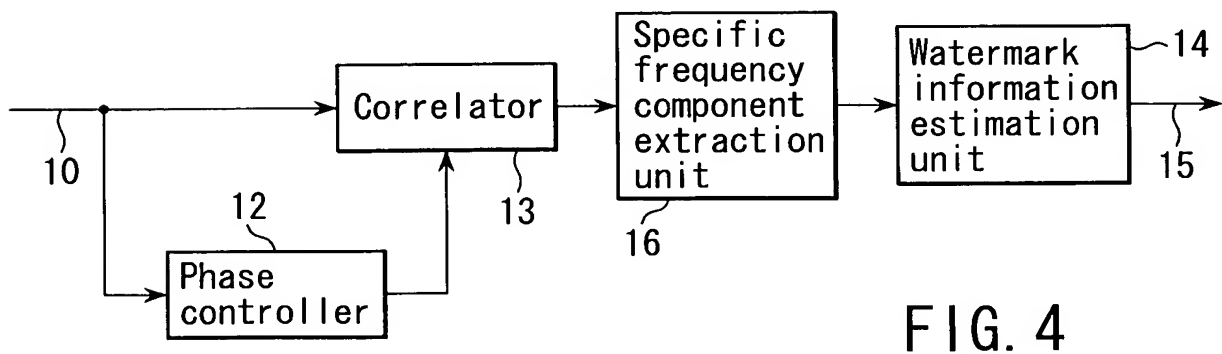 10
12
Phase
controller
Correlator
13
Specific
frequency
component
extraction
unit
16
Watermark
information
estimation
unit
14
15
FIG. 4